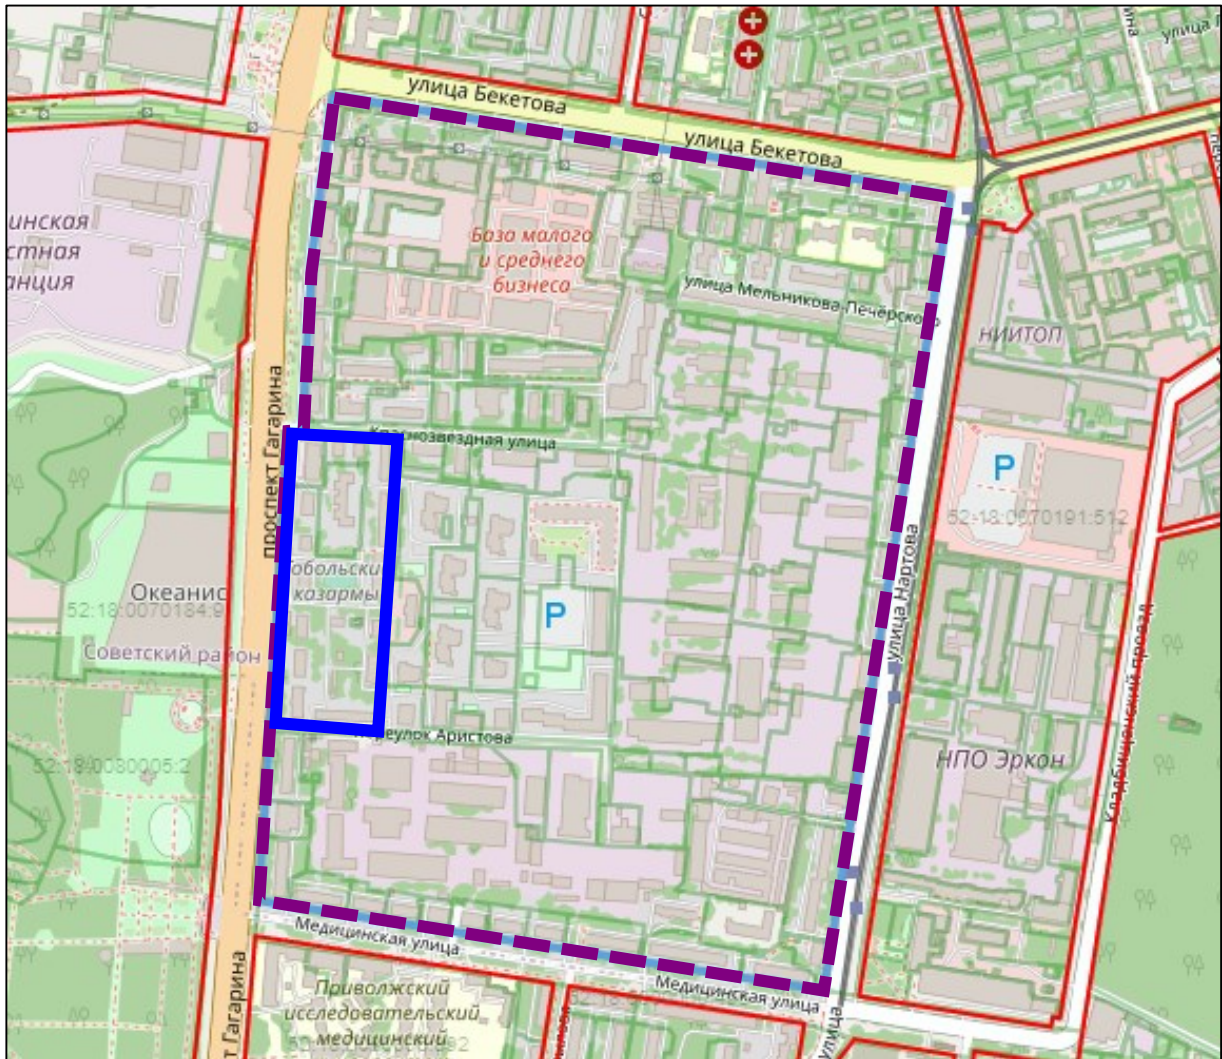 улица Бекетова
улица Бекетова
инская
стная
анция
База малого
и среднего
бизнеса
улица Мельникова-Печёрского
НИИТОП
проспект Гагарина
Краснозвездная улица
P
52:18:0070191:512
P
обольски
казармы
Океанис
52:18:0070184:9
Советский район
улица Нартова
Кладбищенский проезд
переулок Аристова
52:18:0080005:2
НПО Эркон
Медицинская улица
Медицинская улица
т Гагарина
Приволжский
исследовательский
медицинский
улица